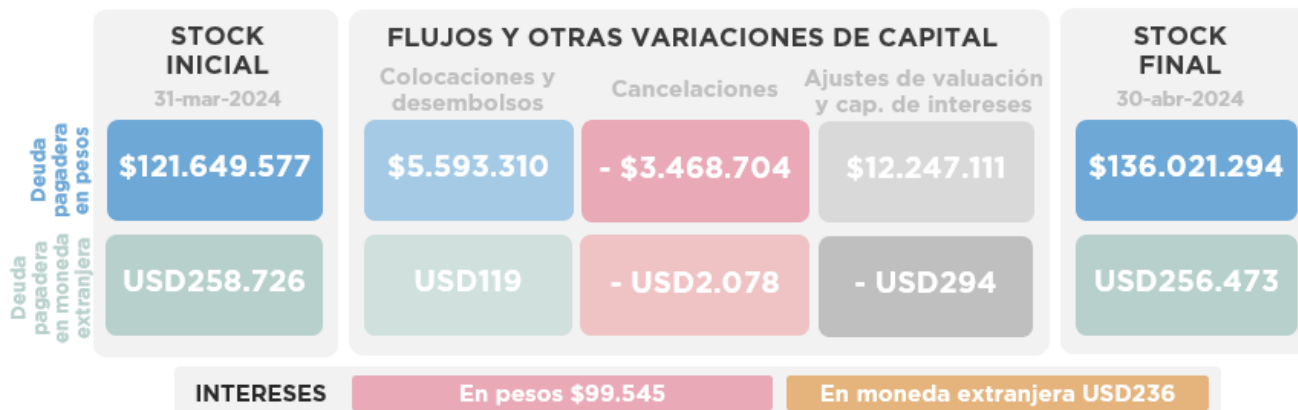 STOCK
INICIAL
31-mar-2024
FLUJOS Y OTRAS VARIACIONES DE CAPITAL
Colocaciones y
desembolsos
Cancelaciones
Ajustes de valuación
y cap. de intereses
STOCK
FINAL
30-abr-2024
Deuda
pagadera
en pesos
$121.649.577
$5.593.310
- $3.468.704
$12.247.111
$136.021.294
Deuda
pagadera
en moneda
extranjera
USD258.726
USD119
- USD2.078
- USD294
USD256.473
INTERESES
En pesos $99.545
En moneda extranjera USD236